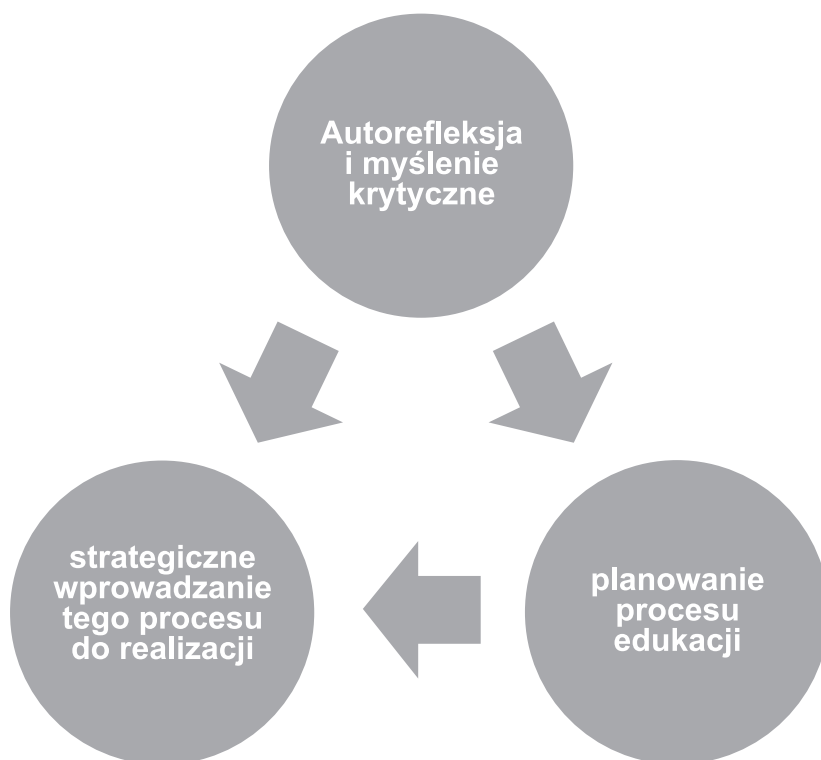 Autorefleksja
i myślenie
krytyczne
strategiczne
wprowadzanie
tego procesu
do realizacji
planowanie
procesu
edukacji